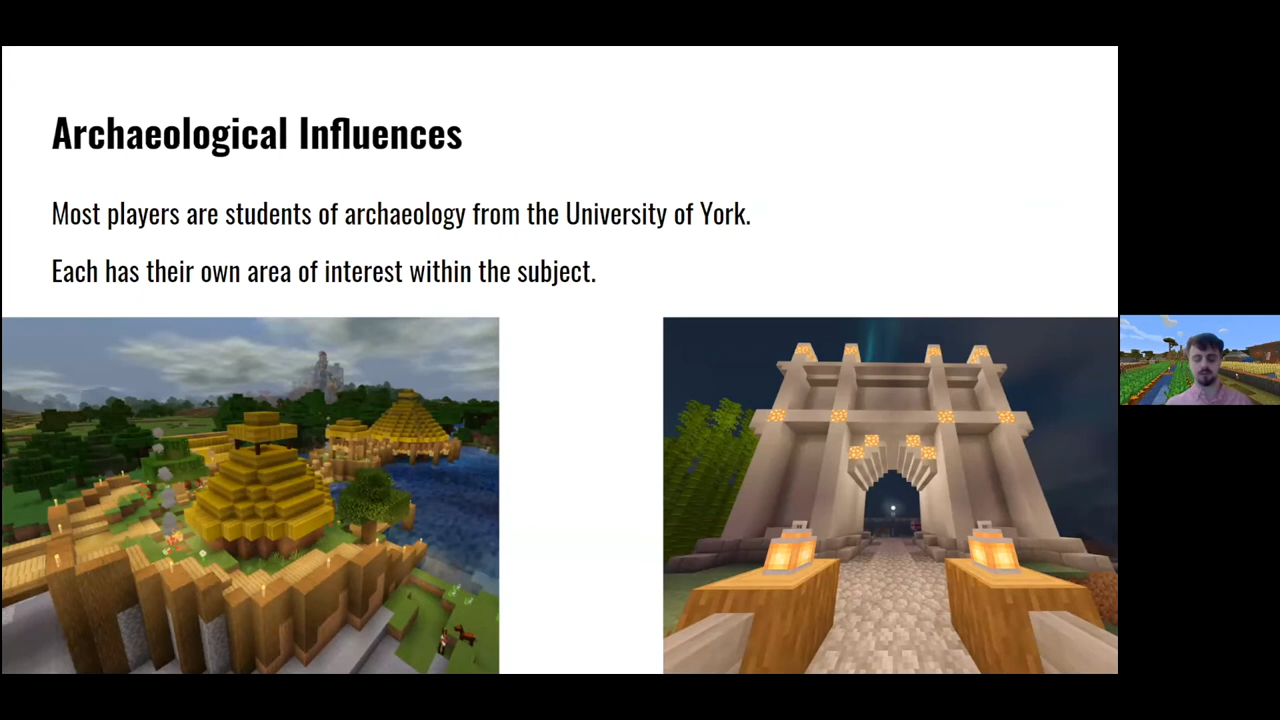 Archaeological Influences
Most players are students of archaeology from the University of York.
Each has their own area of interest within the subject.